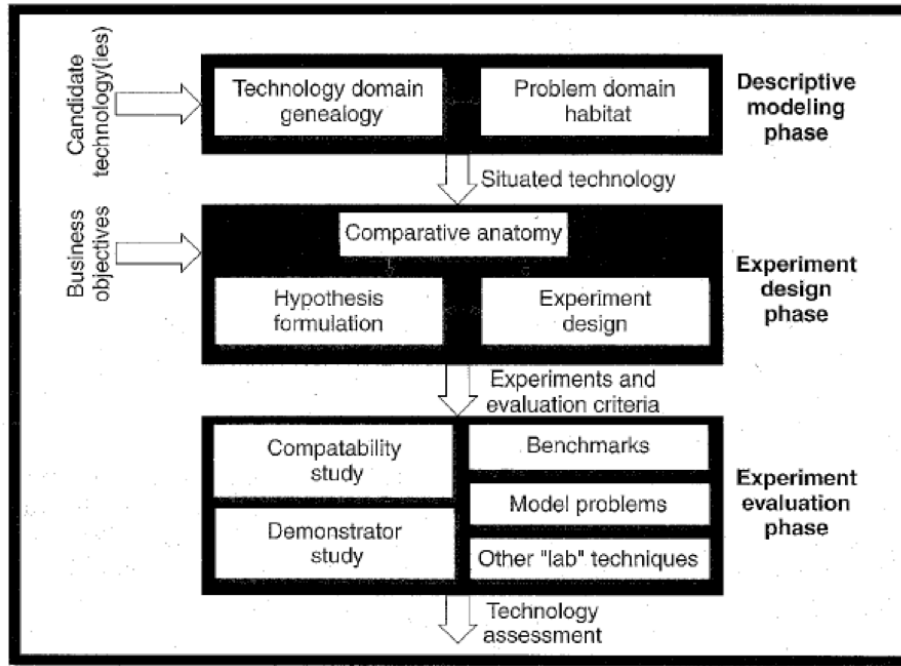 Candidate
technology(ies)
Technology domain
genealogy
Problem domain
habitat
Descriptive
modeling
phase
Situated technology
Business
objectives
Comparative anatomy
Hypothesis
formulation
Experiment
design
Experiment
design
phase
Experiments and
evaluation criteria
Compatability
study
Demonstrator
study
Benchmarks
Model problems
Other "lab" techniques
Experiment
evaluation
phase
Technology
assessment